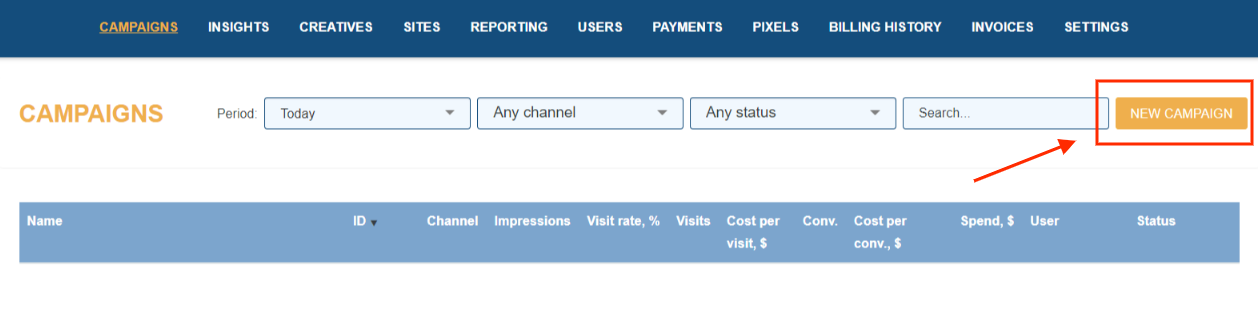 CAMPAIGNS INSIGHTS CREATIVES SITES REPORTING USERS PAYMENTS PIXELS BILLING HISTORY INVOICES SETTINGS
CAMPAIGNS Period: Today Any channel Any status Search... NEW CAMPAIGN
Name ID Channel Impressions Visit rate, % Visits Cost per Conv. Cost per Spend, $ User Status
visit, $ conv., $